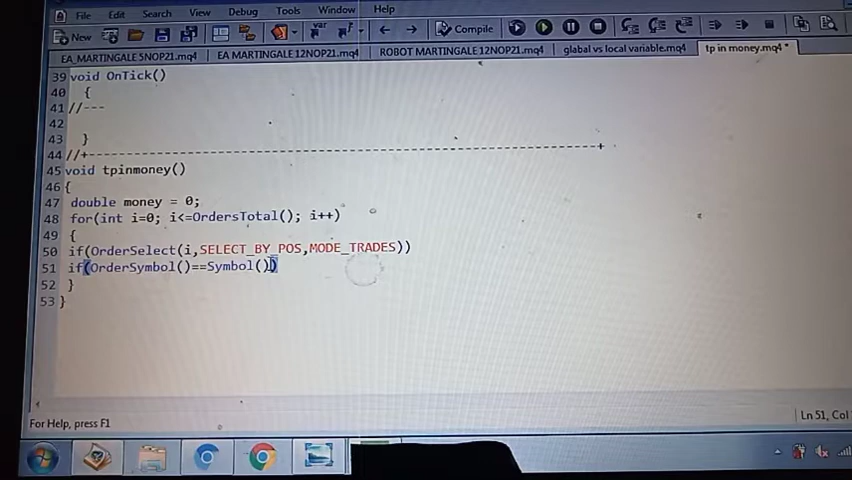 File Edit Search View Debug Tools Window Help
New Compile
EA_MARTINGALE 5NOP21.mq4 EA MARTINGALE 12NOP21.mq4 ROBOT MARTINGALE 12NOP21.mq4 glabal vs local variable.mq4 tp in money.mq4 *
39 void OnTick()
40 {
41 //---
42
43 }
44 //+------------------------------------------------------------------+
45 void tpinmoney()
46 {
47 double money = 0;
48 for(int i=0; i<=OrdersTotal(); i++)
49 {
50 if(OrderSelect(i,SELECT_BY_POS,MODE_TRADES))
51 if(OrderSymbol()==Symbol())
52 }
53 }
For Help, press F1 Ln 51, Col